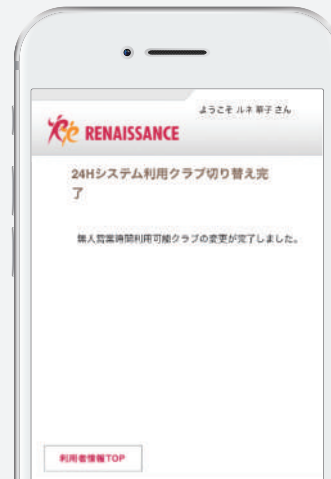 ようこそ ルネ 華子 さん
RENAISSANCE
24Hシステム利用クラブ切り替え完
了
無人営業時間利用可能クラブの変更が完了しました。
利用者情報TOP